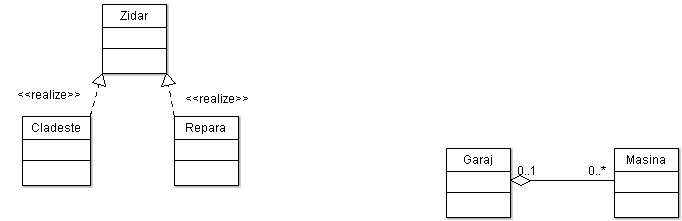 Zidar
<<realize>>
<<realize>>
Cladeste
Repara
Garaj
Masina
0..1
0..*